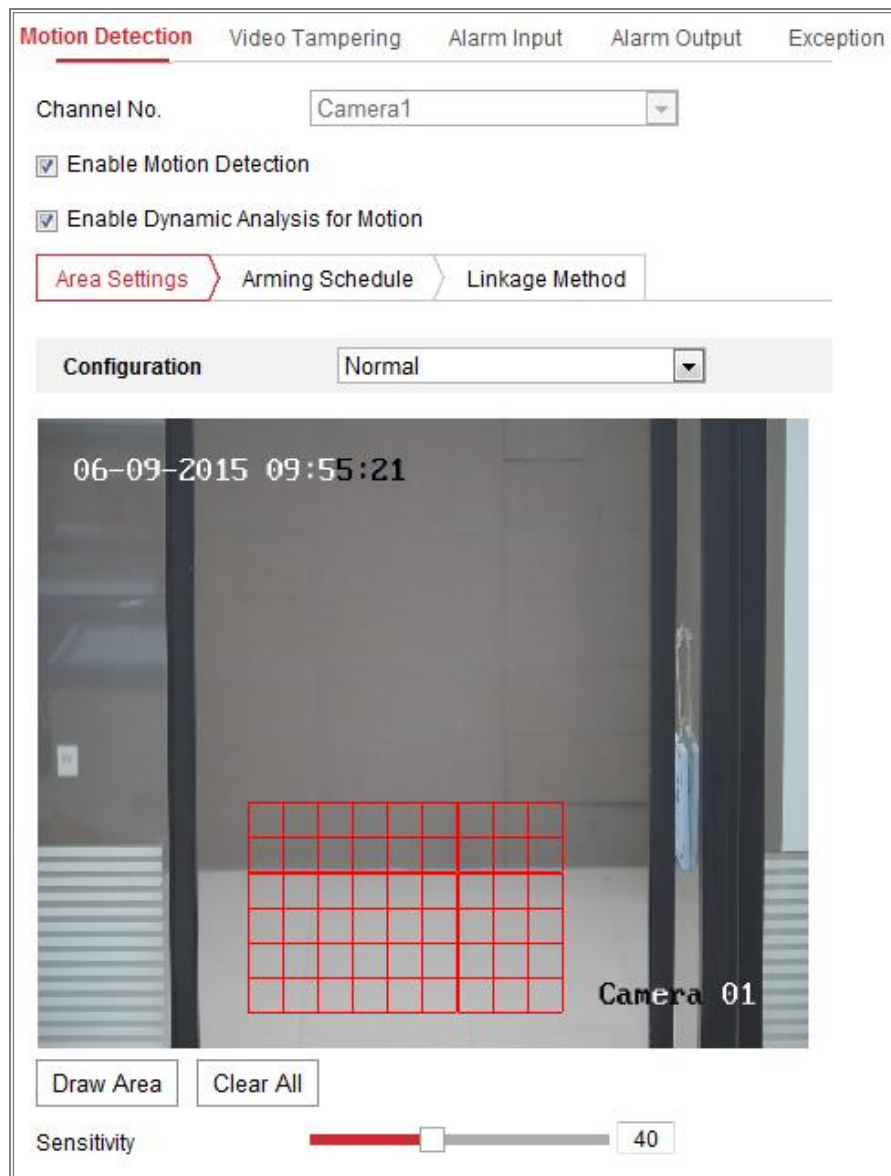 Motion Detection Video Tampering Alarm Input Alarm Output Exception
Channel No. Camera1
Enable Motion Detection
Enable Dynamic Analysis for Motion
Area Settings Arming Schedule Linkage Method
Configuration Normal
06-09-2015 09:55:21
Camera 01
Draw Area Clear All
Sensitivity 40